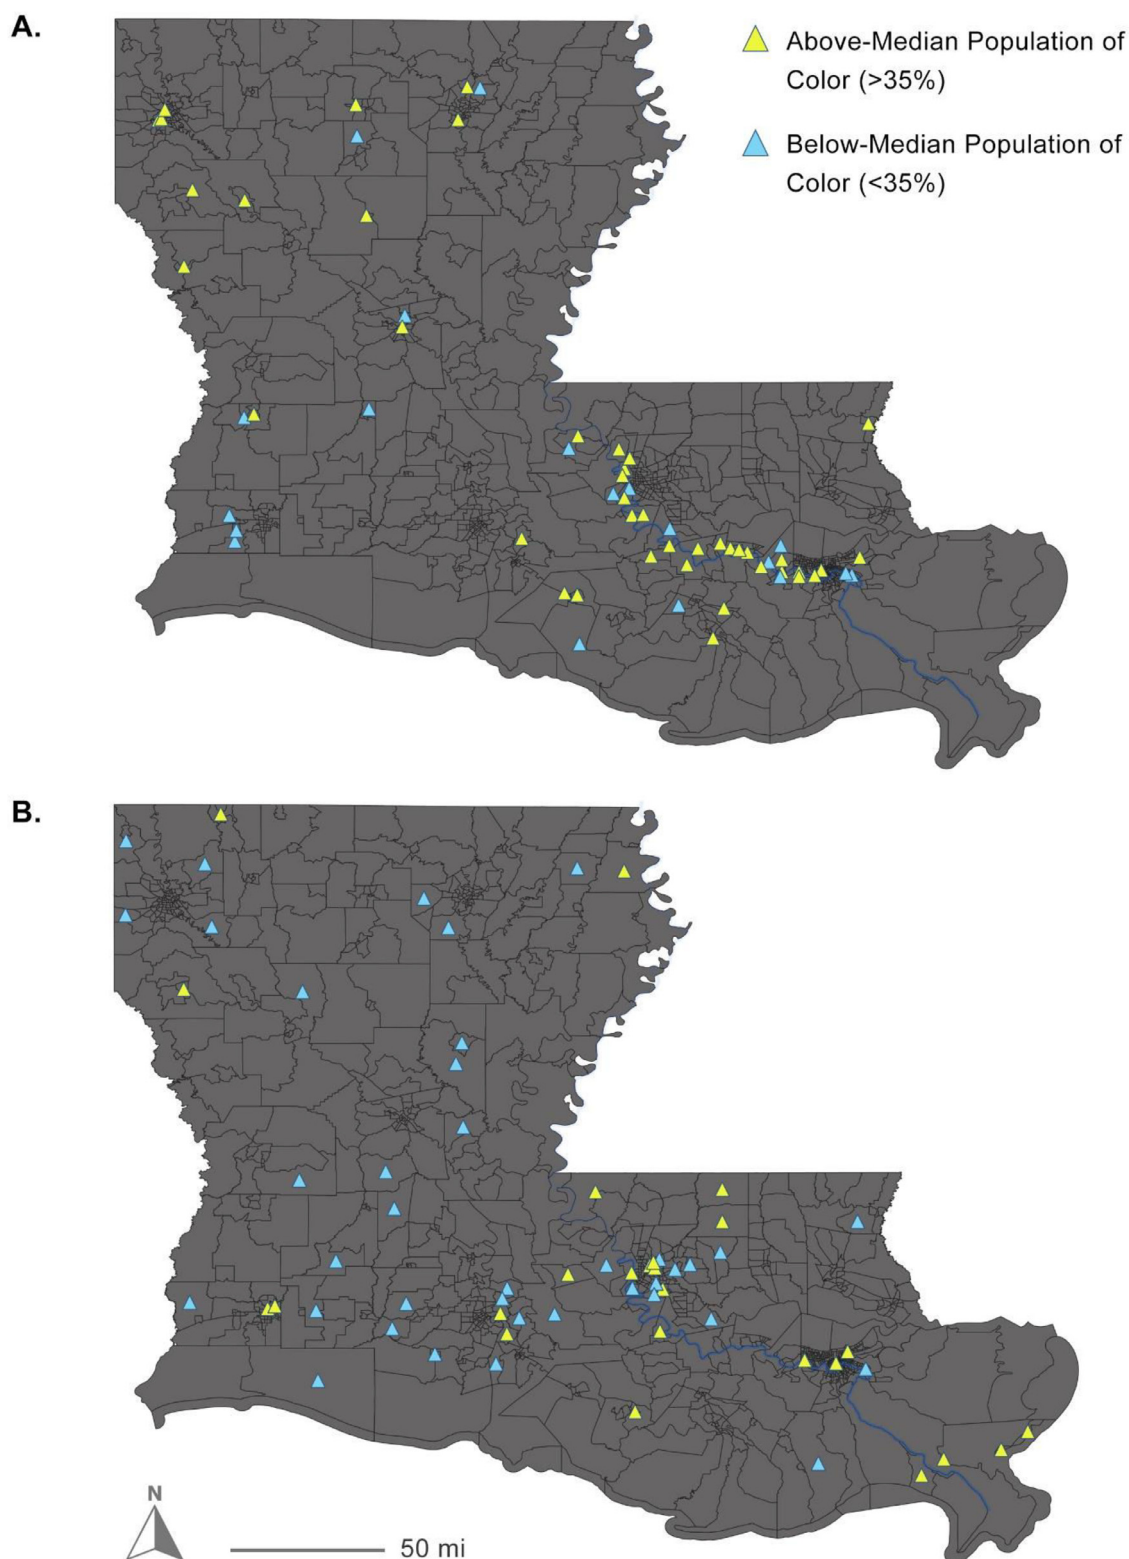 A.
Above-Median Population of
Color (>35%)
Below-Median Population of
Color (<35%)
B.
N
50 mi